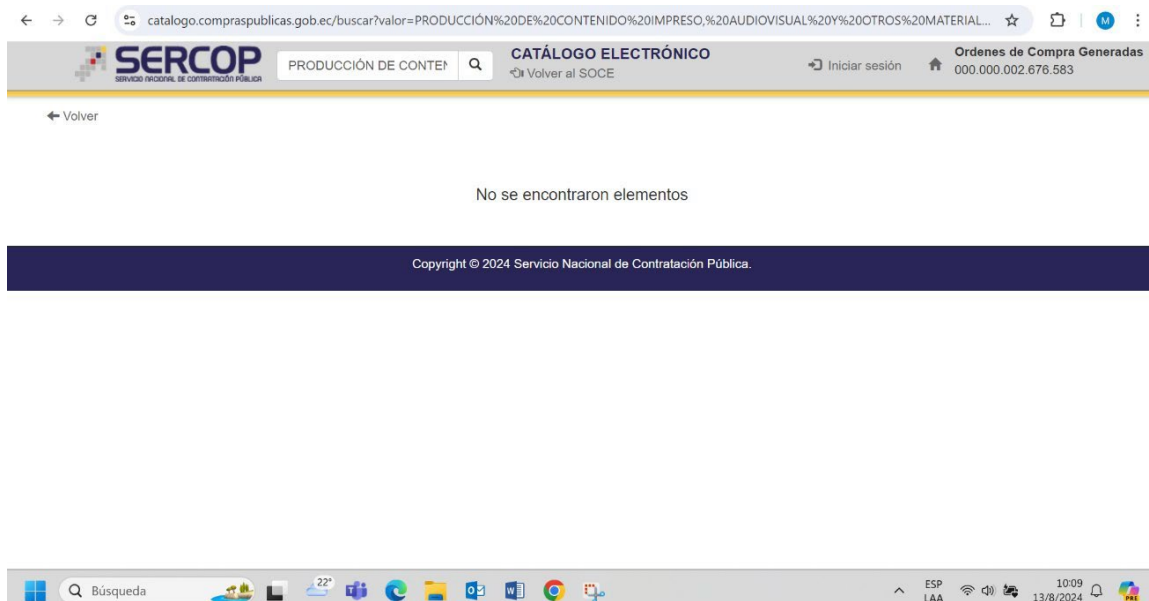 catalogo.compraspublicas.gob.ec/buscar?valor=PRODUCCIÓN%20DE%20CONTENIDO%20IMPRESO,%20AUDIOVISUAL%20Y%20OTROS%20MATERIAL...
M
SERCOP
SERVICIO NACIONAL DE CONTRATACIÓN PÚBLICA
PRODUCCIÓN DE CONTEN
CATÁLOGO ELECTRÓNICO
Volver al SOCE
Iniciar sesión
Ordenes de Compra Generadas
000.000.002.676.583
Volver
No se encontraron elementos
Copyright © 2024 Servicio Nacional de Contratación Pública.
Búsqueda
22°
ESP
LAA
10:09
13/8/2024
PRE